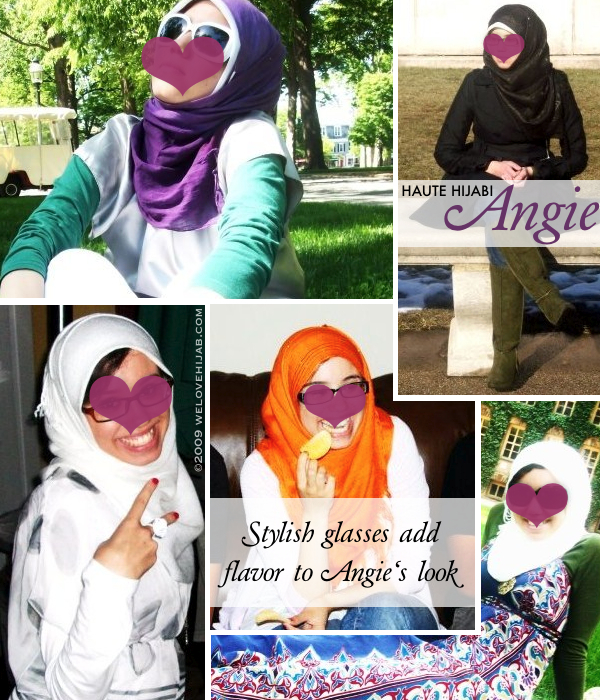 HAUTE HIJABI
Angie
©2009 WELOVEHIJAB.COM
Stylish glasses add
flavor to Angie‘s look